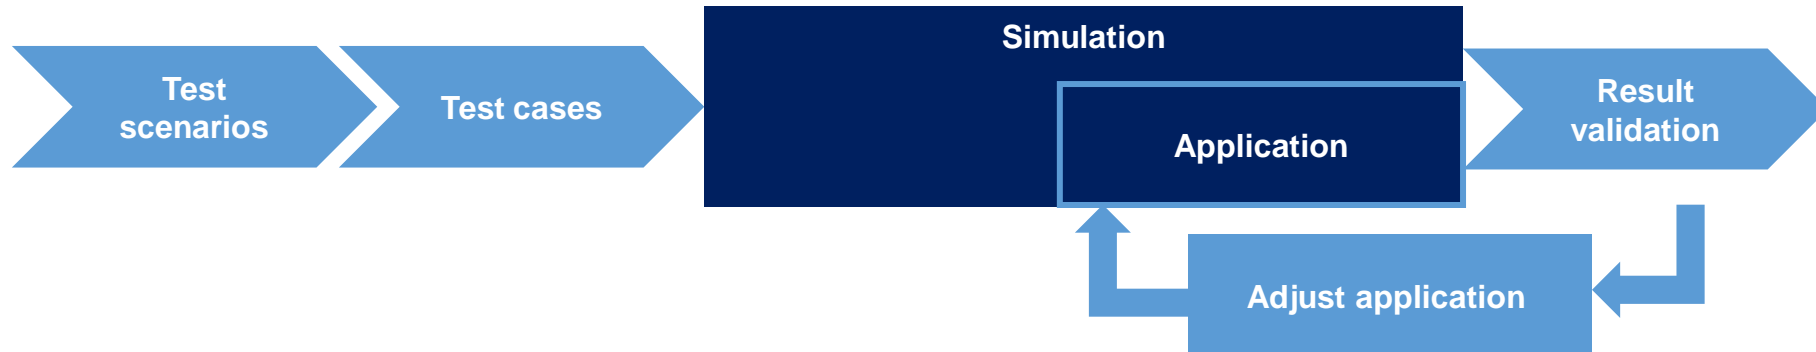 Test
scenarios
Test cases
Simulation
Application
Result
validation
Adjust application